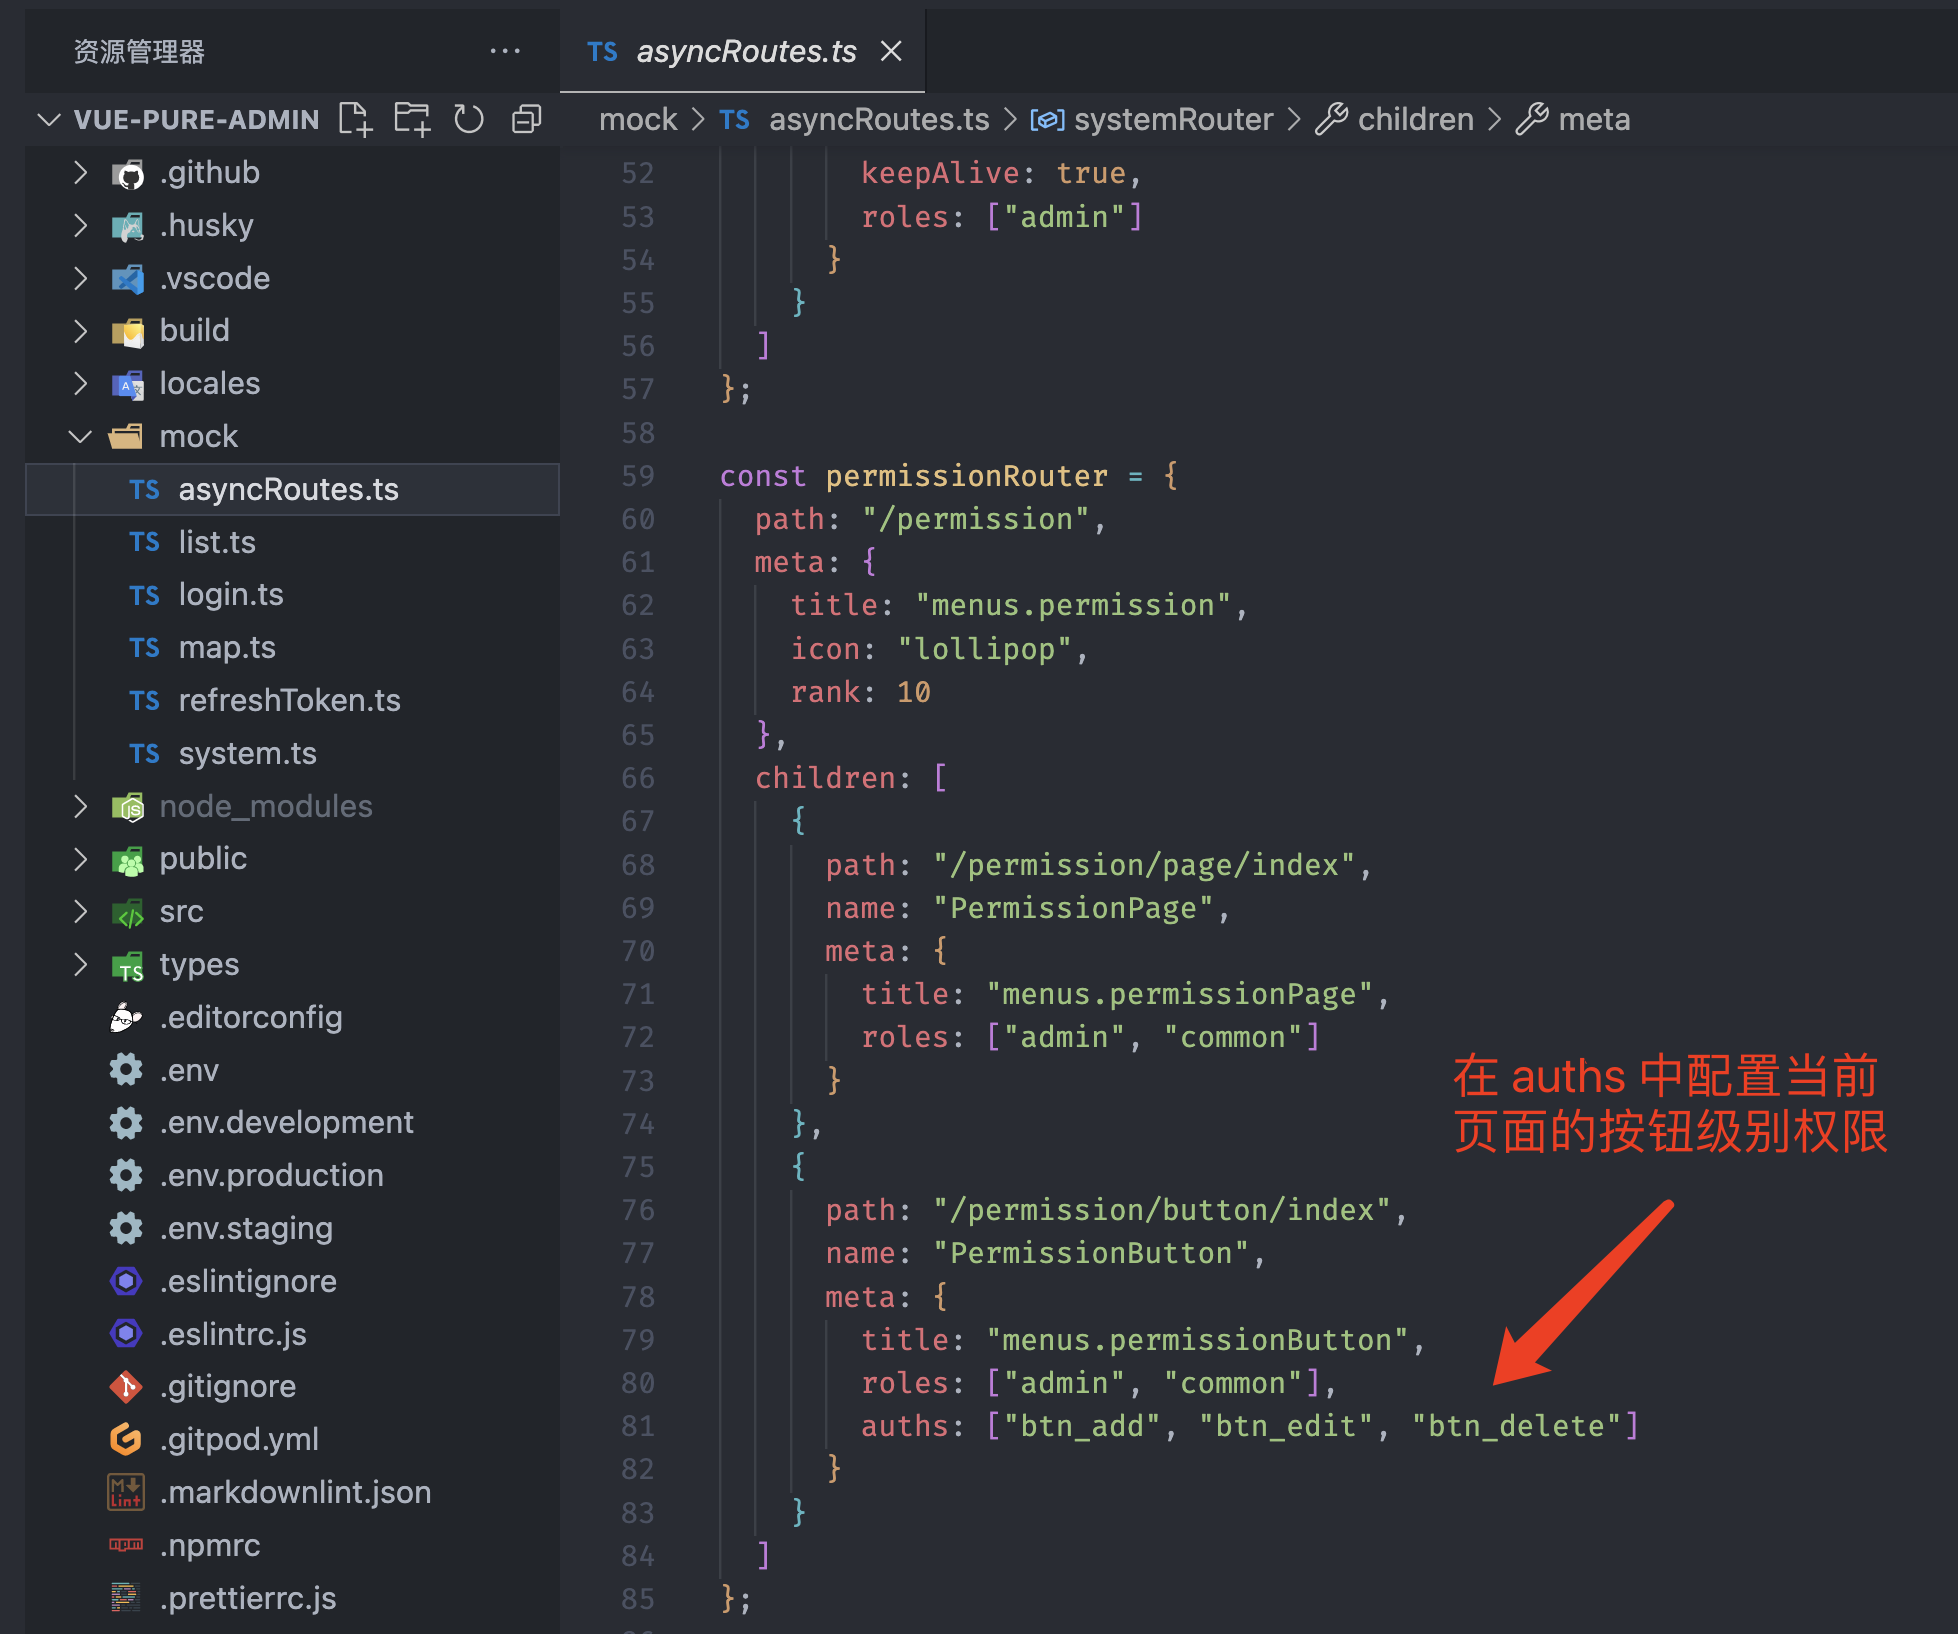 资源管理器
···
TS asyncRoutes.ts
VUE-PURE-ADMIN
mock > TS asyncRoutes.ts > systemRouter > children > meta
.github
.husky
.vscode
build
locales
mock
TS asyncRoutes.ts
TS list.ts
TS login.ts
TS map.ts
TS refreshToken.ts
TS system.ts
node_modules
public
src
TS types
.editorconfig
.env
.env.development
.env.production
.env.staging
.eslintignore
.eslintrc.js
.gitignore
.gitpod.yml
.markdownlint.json
.npmrc
.prettierrc.js
52 keepAlive: true,
53 roles: ["admin"]
54 }
55 }
56 ]
57 };
58
59 const permissionRouter = {
60 path: "/permission",
61 meta: {
62 title: "menus.permission",
63 icon: "lollipop",
64 rank: 10
65 },
66 children: [
67 {
68 path: "/permission/page/index",
69 name: "PermissionPage",
70 meta: {
71 title: "menus.permissionPage",
72 roles: ["admin", "common"]
73 }
74 },
75 {
76 path: "/permission/button/index",
77 name: "PermissionButton",
78 meta: {
79 title: "menus.permissionButton",
80 roles: ["admin", "common"],
81 auths: ["btn_add", "btn_edit", "btn_delete"]
82 }
83 }
84 ]
85 };
在 auths 中配置当前
页面的按钮级别权限